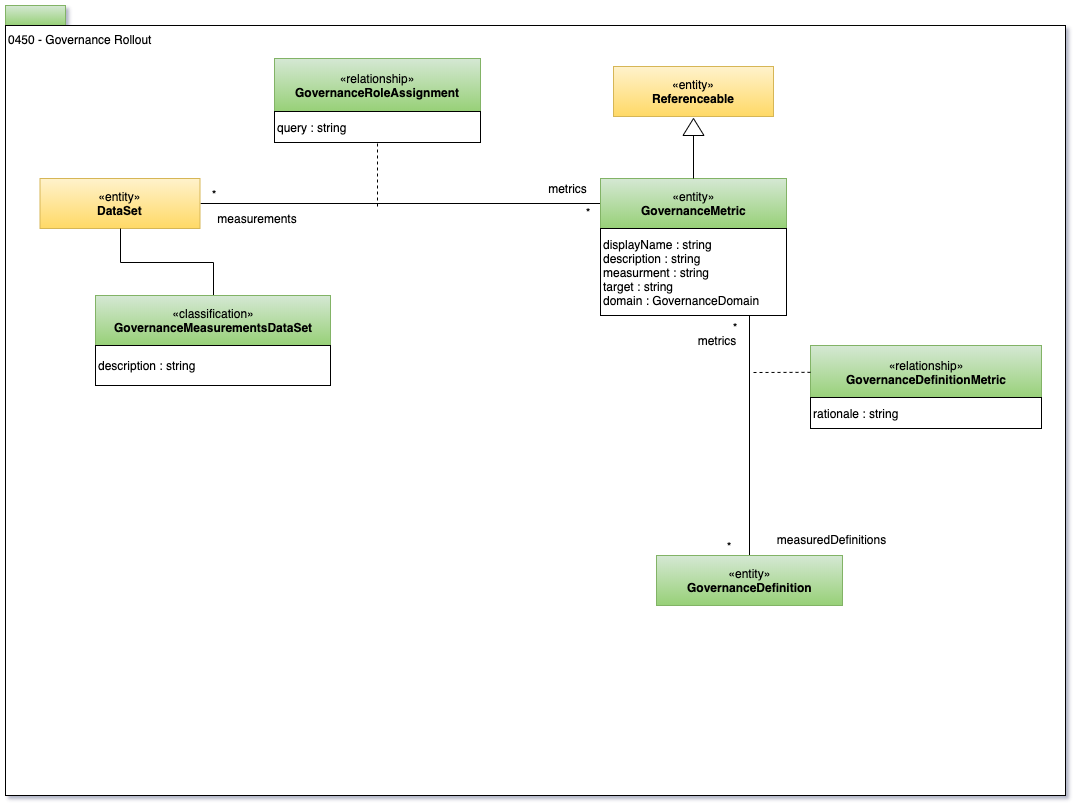 0450 - Governance Rollout
«relationship»
GovernanceRoleAssignment
query : string
«entity»
Referenceable
«entity»
DataSet
*
measurements
metrics
*
«entity»
GovernanceMetric
displayName : string
description : string
measurment : string
target : string
domain : GovernanceDomain
«classification»
GovernanceMeasurementsDataSet
description : string
*
metrics
«relationship»
GovernanceDefinitionMetric
rationale : string
*
measuredDefinitions
«entity»
GovernanceDefinition